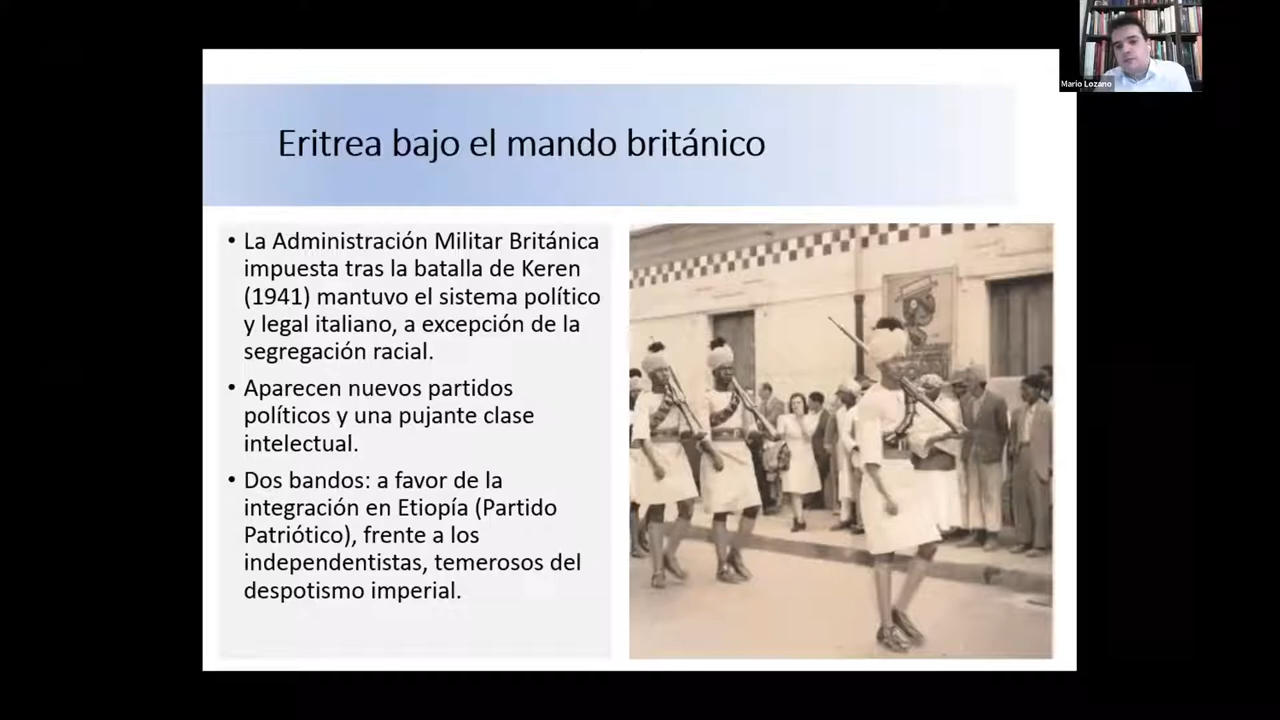 Mario Lozano
Eritrea bajo el mando británico
• La Administración Militar Británica
impuesta tras la batalla de Keren
(1941) mantuvo el sistema político
y legal italiano, a excepción de la
segregación racial.
• Aparecen nuevos partidos
políticos y una pujante clase
intelectual.
• Dos bandos: a favor de la
integración en Etiopía (Partido
Patriótico), frente a los
independentistas, temerosos del
despotismo imperial.